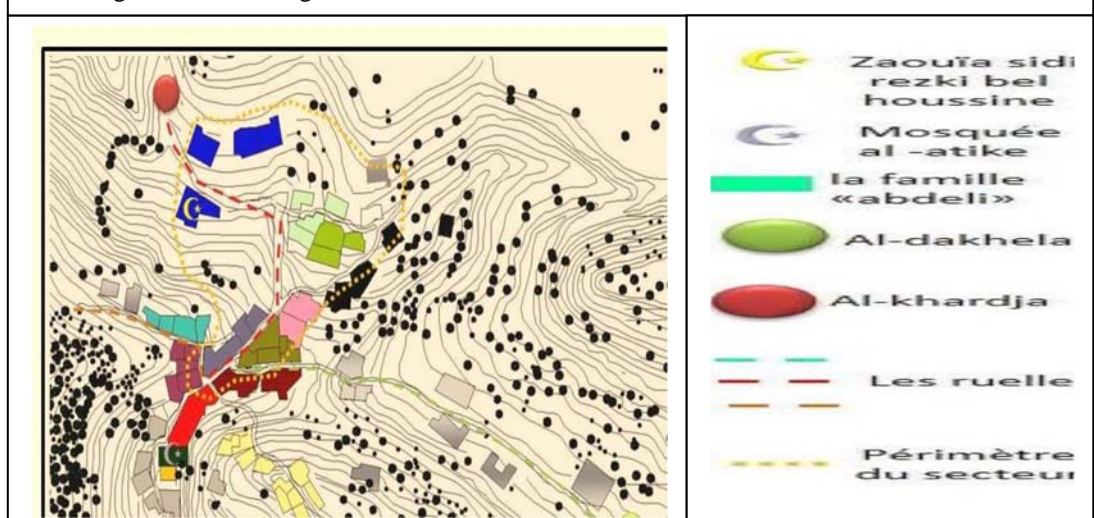 Zaouïa sidi
rezki bel
houssine
Mosquée
al -atike
la famille
«abdeli»
Al-dakhela
Al-khardja
Les ruelle
Périmètre
du secteur